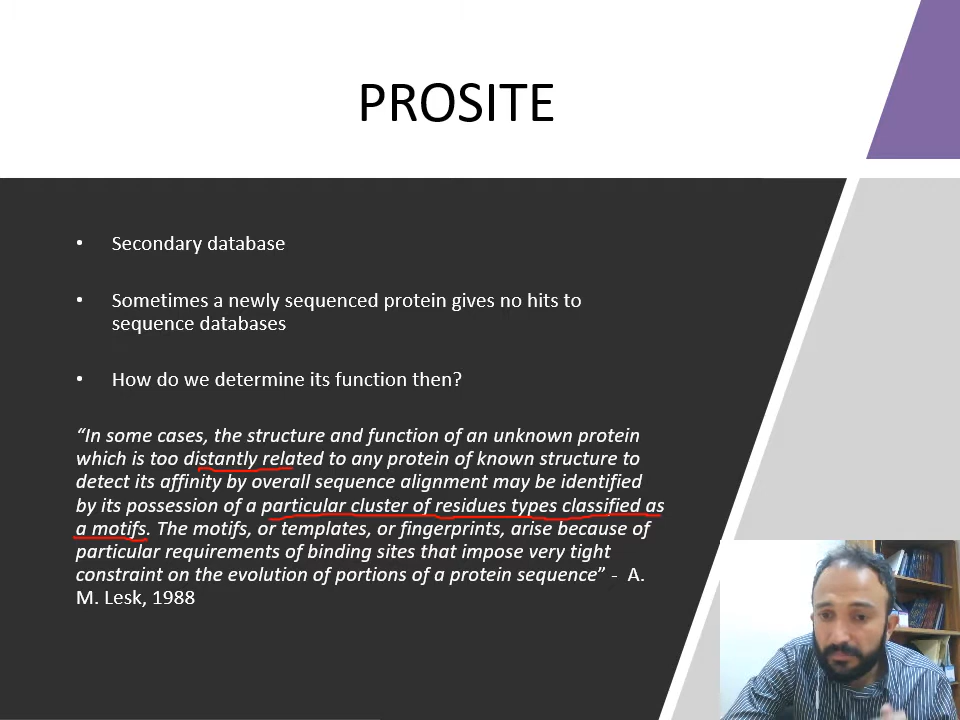 PROSITE
• Secondary database
• Sometimes a newly sequenced protein gives no hits to
sequence databases
• How do we determine its function then?
“In some cases, the structure and function of an unknown protein
which is too distantly related to any protein of known structure to
detect its affinity by overall sequence alignment may be identified
by its possession of a particular cluster of residues types classified as
a motifs. The motifs, or templates, or fingerprints, arise because of
particular requirements of binding sites that impose very tight
constraint on the evolution of portions of a protein sequence” - A.
M. Lesk, 1988